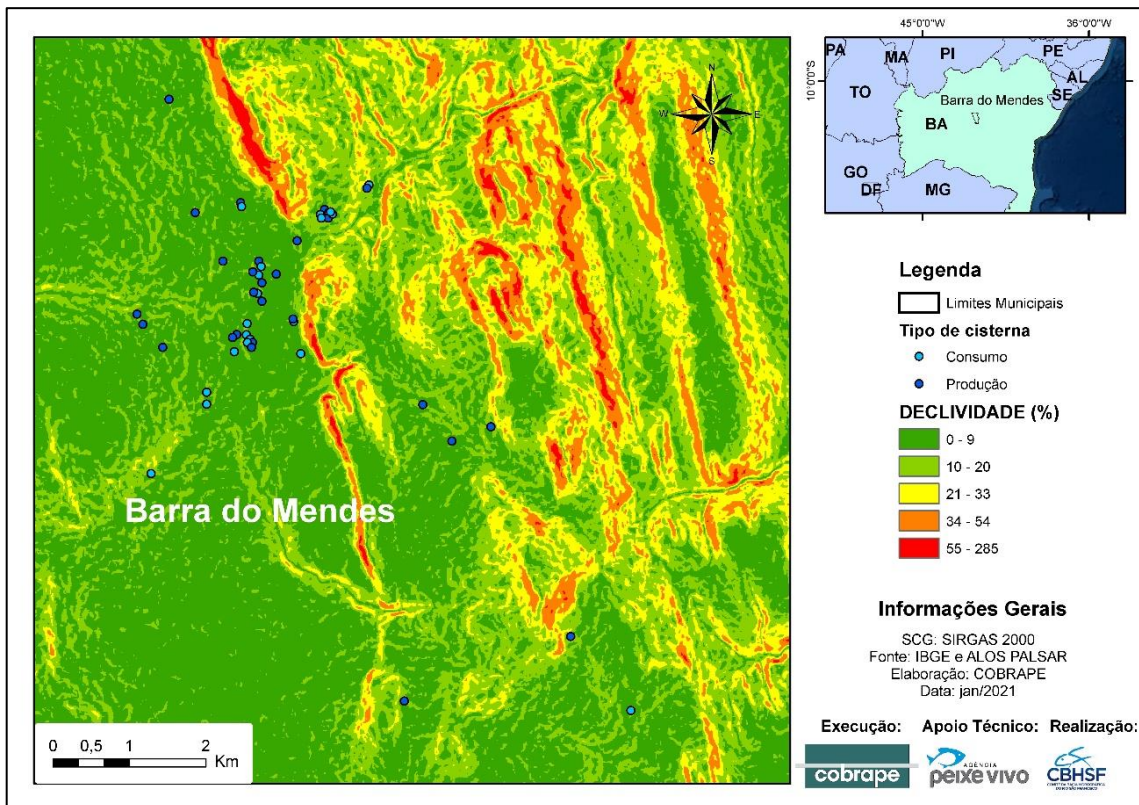 45°0'0"W
36°0'0"W
10°0'0"S
PA
MA
PI
PE
AL
SE
TO
Barra do Mendes
BA
GO
DF
MG
N
W
E
S
Barra do Mendes
0 0,5 1 2
Km
Legenda
Limites Municipais
Tipo de cisterna
Consumo
Produção
DECLIVIDADE (%)
0 - 9
10 - 20
21 - 33
34 - 54
55 - 285
Informações Gerais
SCG: SIRGAS 2000
Fonte: IBGE e ALOS PALSAR
Elaboração: COBRAPE
Data: jan/2021
Execução: Apoio Técnico: Realização:
cobrape
AGÊNCIA
peixe vivo
CBHSF